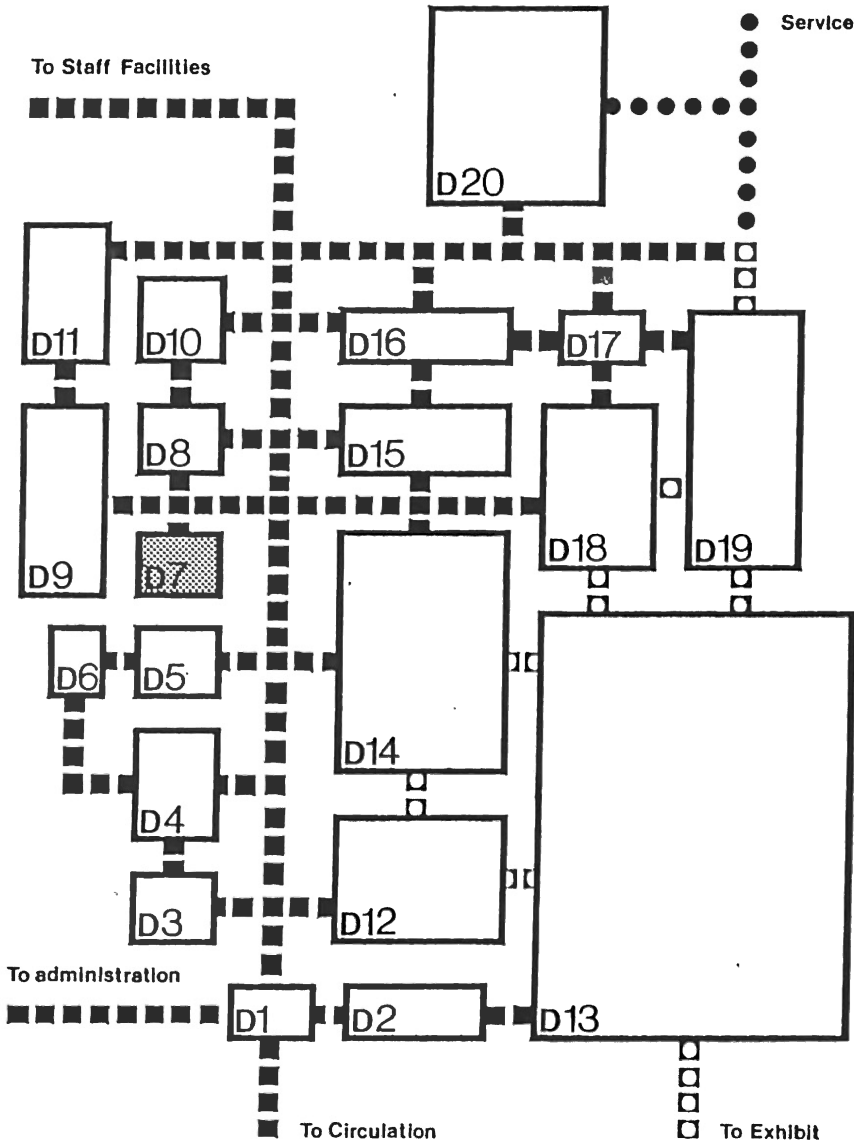 Service
To Staff Facilities
D20
D11
D10
D16
D17
D8
D15
D9
D7
D18
D19
D6
D5
D14
D4
D3
D12
To administration
D1
D2
D13
To Circulation
To Exhibit